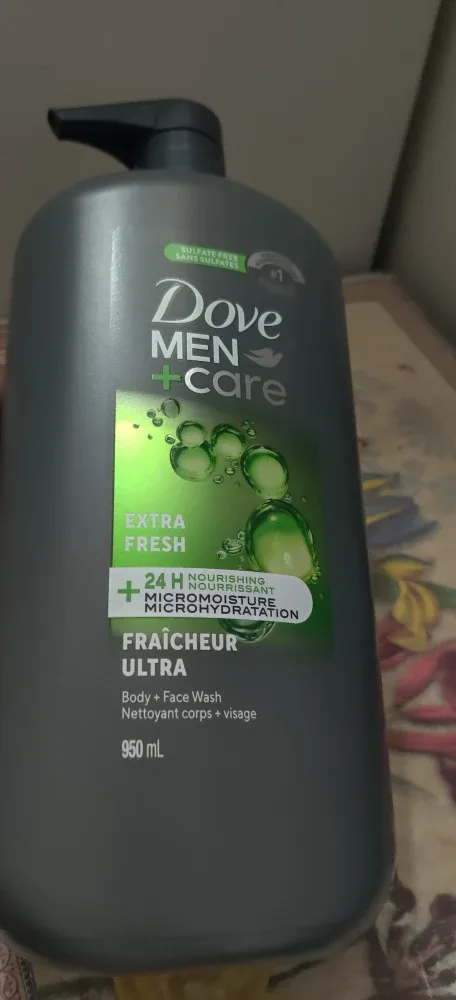 SULFATE FREE
SANS SULFATES
#1
Dove
MEN
+Care
EXTRA
FRESH
+ 24 H NOURISHING
NOURRISSANT
MICROMOISTURE
MICROHYDRATATION
FRAÎCHEUR
ULTRA
Body + Face Wash
Nettoyant corps + visage
950 mL